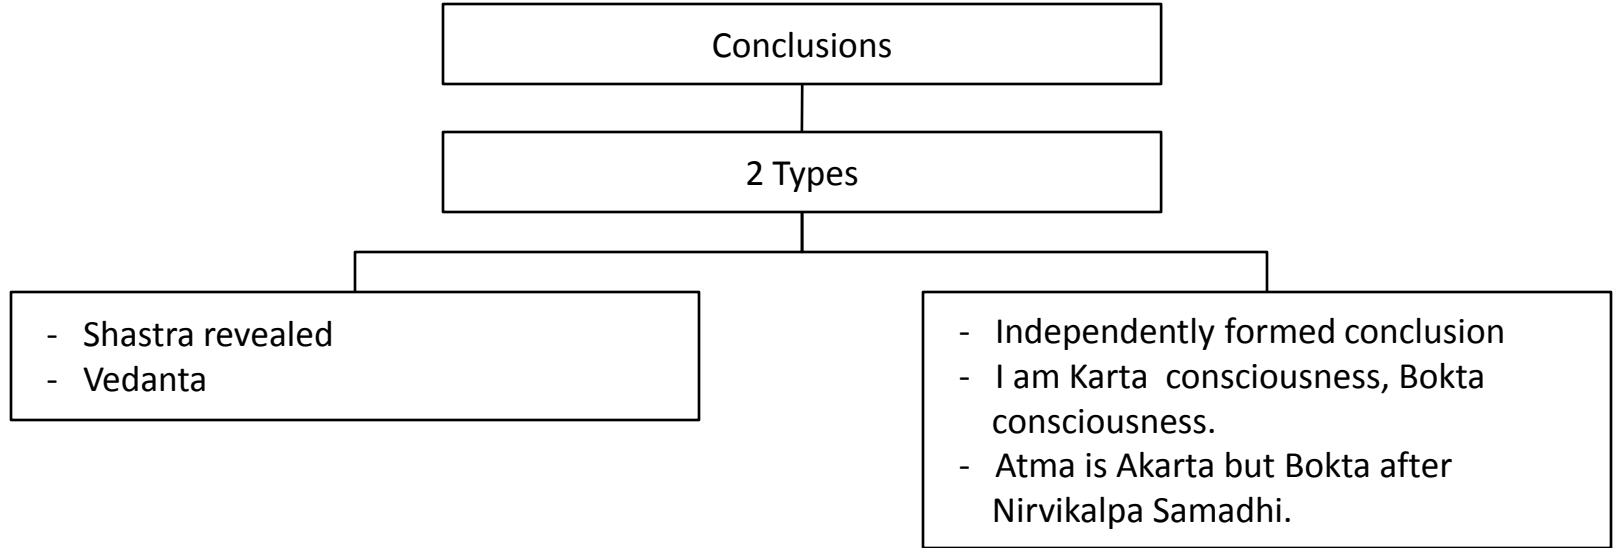 Conclusions
2 Types
- Shastra revealed
- Vedanta
- Independently formed conclusion
- I am Karta consciousness, Bokta
consciousness.
- Atma is Akarta but Bokta after
Nirvikalpa Samadhi.